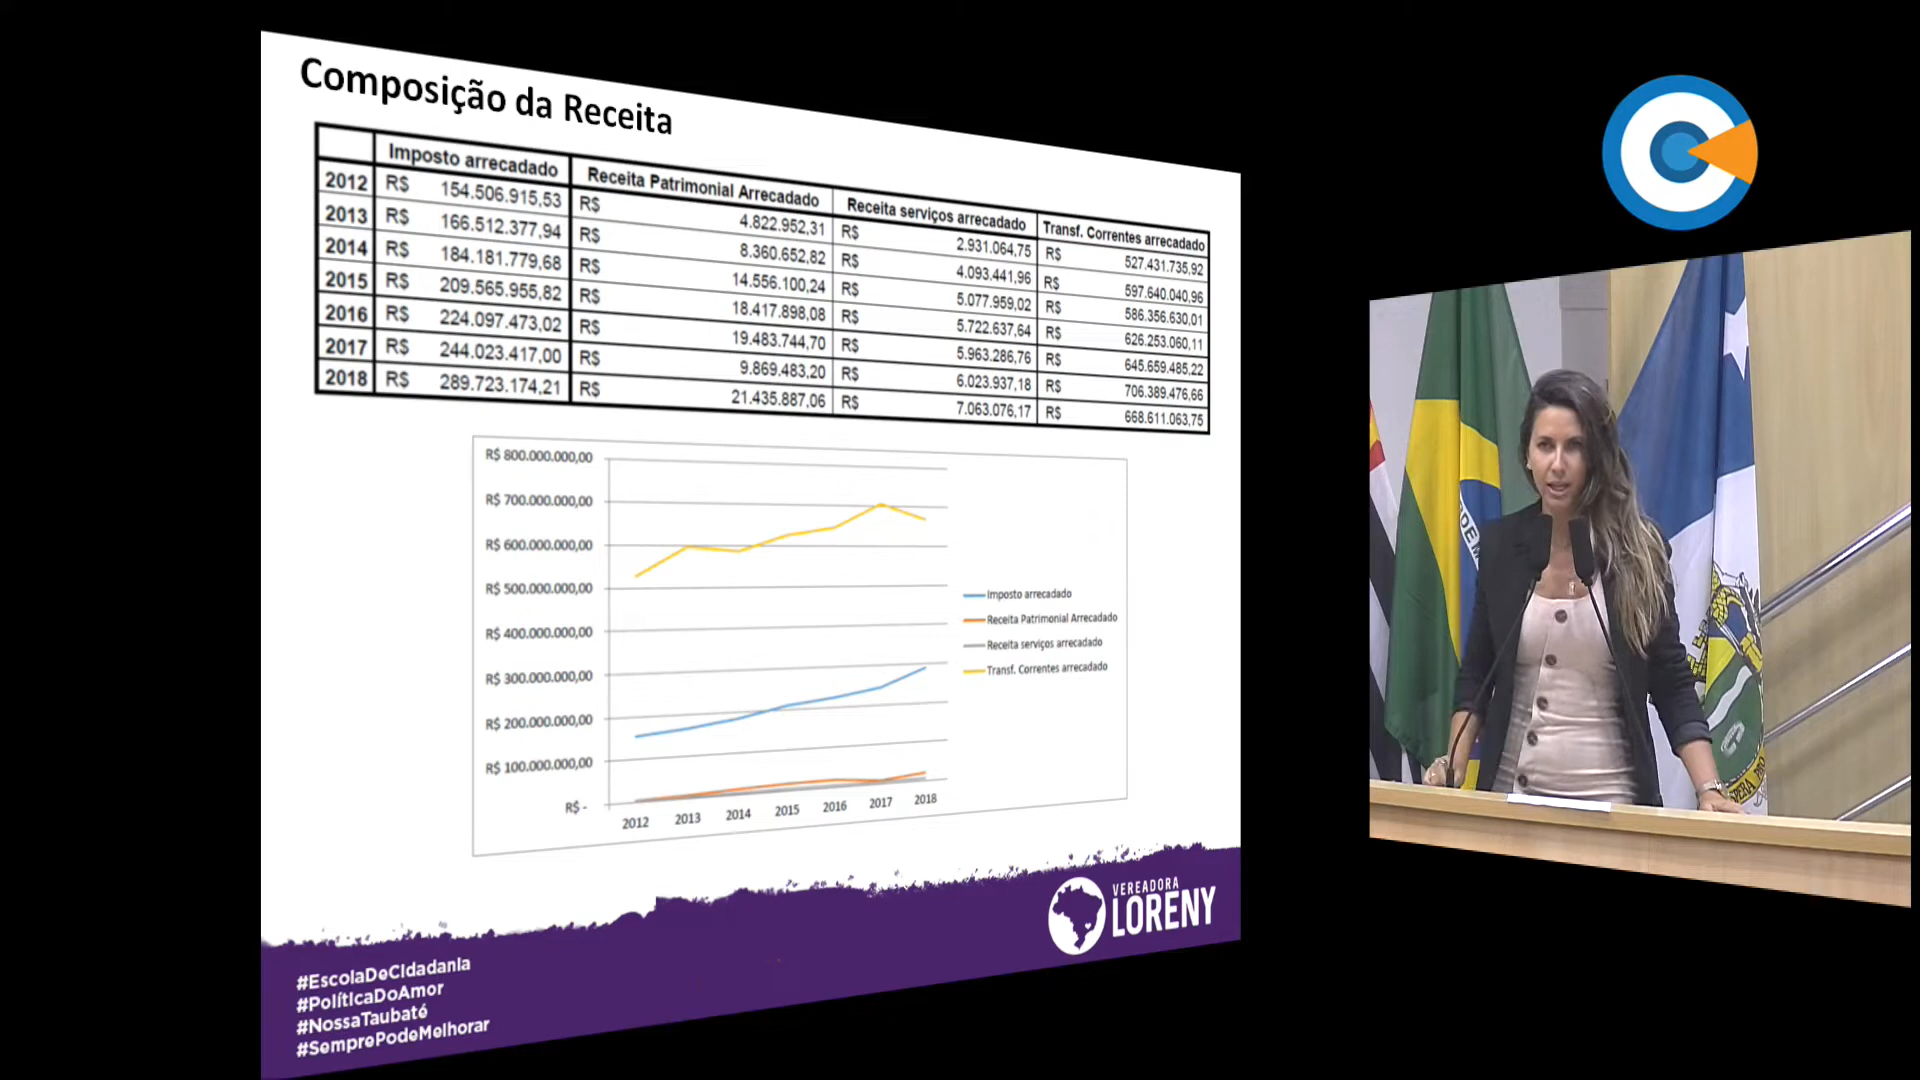 Composição da Receita
Imposto arrecadado Receita Patrimonial Arrecadado Receita serviços arrecadado Transf. Correntes arrecadado
2012 R$ 154.506.915,53 R$ 4.822.952,31 R$ 2.931.064,75 R$ 527.431.735,92
2013 R$ 166.512.377,94 R$ 8.360.652,82 R$ 4.093.441,96 R$ 597.640.040,96
2014 R$ 184.181.779,68 R$ 14.556.100,24 R$ 5.077.959,02 R$ 586.356.630,01
2015 R$ 209.565.955,82 R$ 18.417.898,08 R$ 5.722.637,64 R$ 626.253.060,11
2016 R$ 224.097.473,02 R$ 19.483.744,70 R$ 5.963.286,76 R$ 645.659.485,22
2017 R$ 244.023.417,00 R$ 9.869.483,20 R$ 6.023.937,18 R$ 706.389.476,66
2018 R$ 289.723.174,21 R$ 21.435.887,06 R$ 7.063.076,17 R$ 668.611.063,75
R$ 800.000.000,00
R$ 700.000.000,00
R$ 600.000.000,00
R$ 500.000.000,00
R$ 400.000.000,00
R$ 300.000.000,00
R$ 200.000.000,00
R$ 100.000.000,00
R$ -
2012 2013 2014 2015 2016 2017 2018
Imposto arrecadado
Receita Patrimonial Arrecadado
Receita serviços arrecadado
Transf. Correntes arrecadado
VEREADORA
LORENY
#EscolaDeCidadania
#PolíticaDoAmor
#NossaTaubaté
#SemprePodeMelhorar